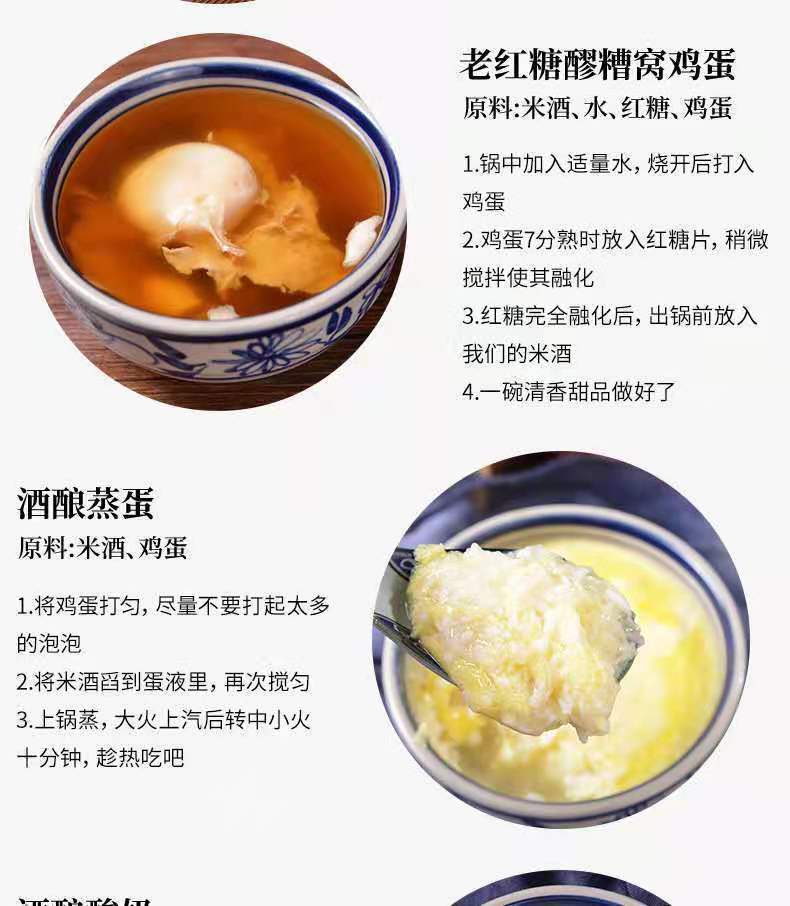 老红糖醪糟窝鸡蛋
原料:米酒、水、红糖、鸡蛋
1.锅中加入适量水，烧开后打入
鸡蛋
2.鸡蛋7分熟时放入红糖片，稍微
搅拌使其融化
3.红糖完全融化后，出锅前放入
我们的米酒
4.一碗清香甜品做好了
酒酿蒸蛋
原料:米酒、鸡蛋
1.将鸡蛋打匀，尽量不要打起太多
的泡泡
2.将米酒舀到蛋液里，再次搅匀
3.上锅蒸，大火上汽后转中小火
十分钟，趁热吃吧